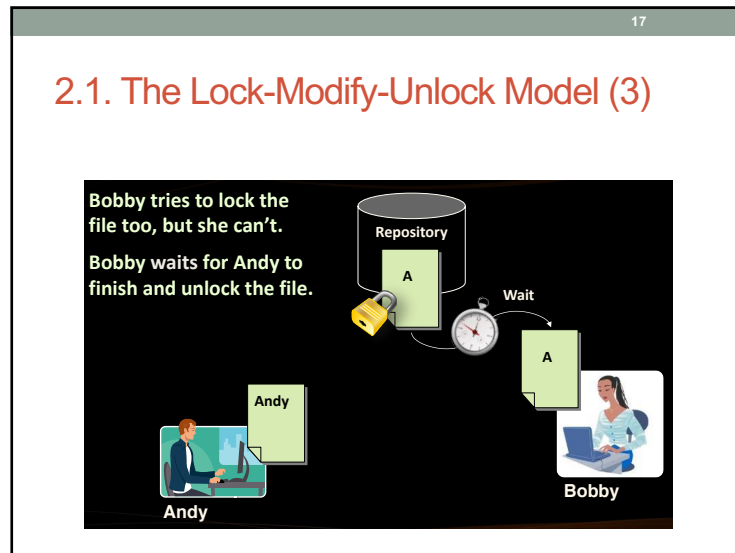 17
2.1. The Lock-Modify-Unlock Model (3)
Bobby tries to lock the
file too, but she can’t.
Bobby waits for Andy to
finish and unlock the file.
Repository
A
Wait
A
Andy
Andy
Bobby